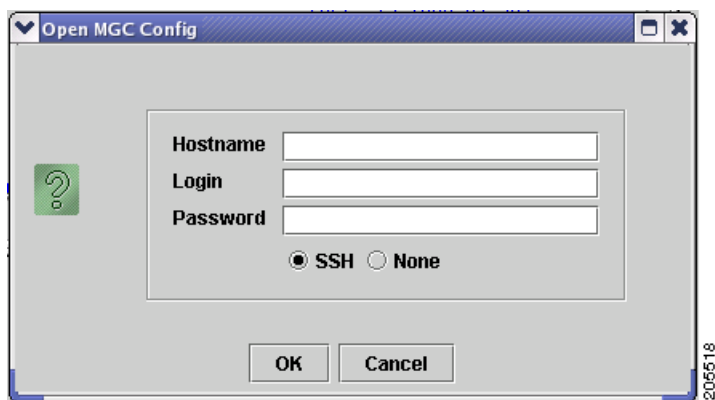 Open MGC Config
Hostname
Login
Password
SSH None
OK Cancel
205518